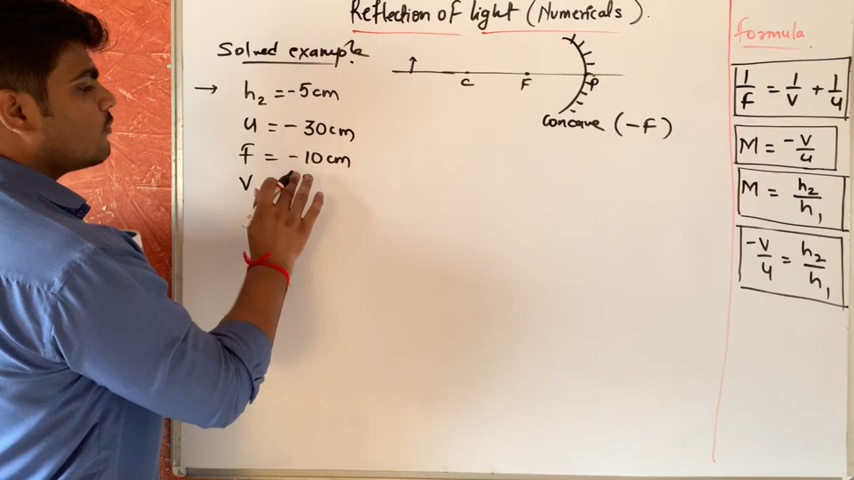 Reflection of light (Numericals).
Solved example
→ h₂ = -5cm
u = - 30cm
f = - 10cm
V
C F P
Concave (-F)
Formula
1/f = 1/v + 1/u
M = -v/u
M = h₂/h₁
-v/u = h₂/h₁